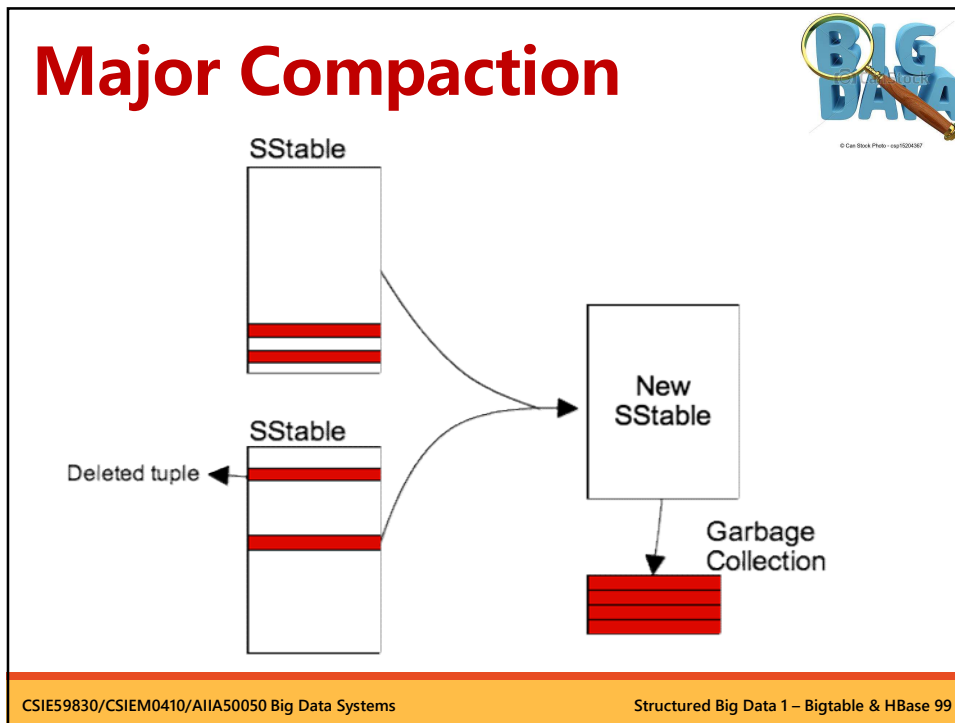 Major Compaction
BIG
DATA
© Can Stock Photo - csp15204367
SStable
SStable
Deleted tuple
New
SStable
Garbage
Collection
CSIE59830/CSIEM0410/AIIA50050 Big Data Systems
Structured Big Data 1 – Bigtable & HBase 99